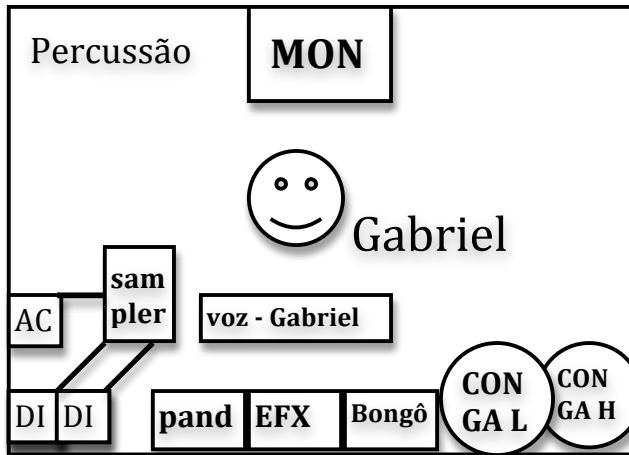 Percussão
MON
Gabriel
sam
pler
AC
voz - Gabriel
DI
DI
pand
EFX
Bongô
CON
GA L
CON
GA H